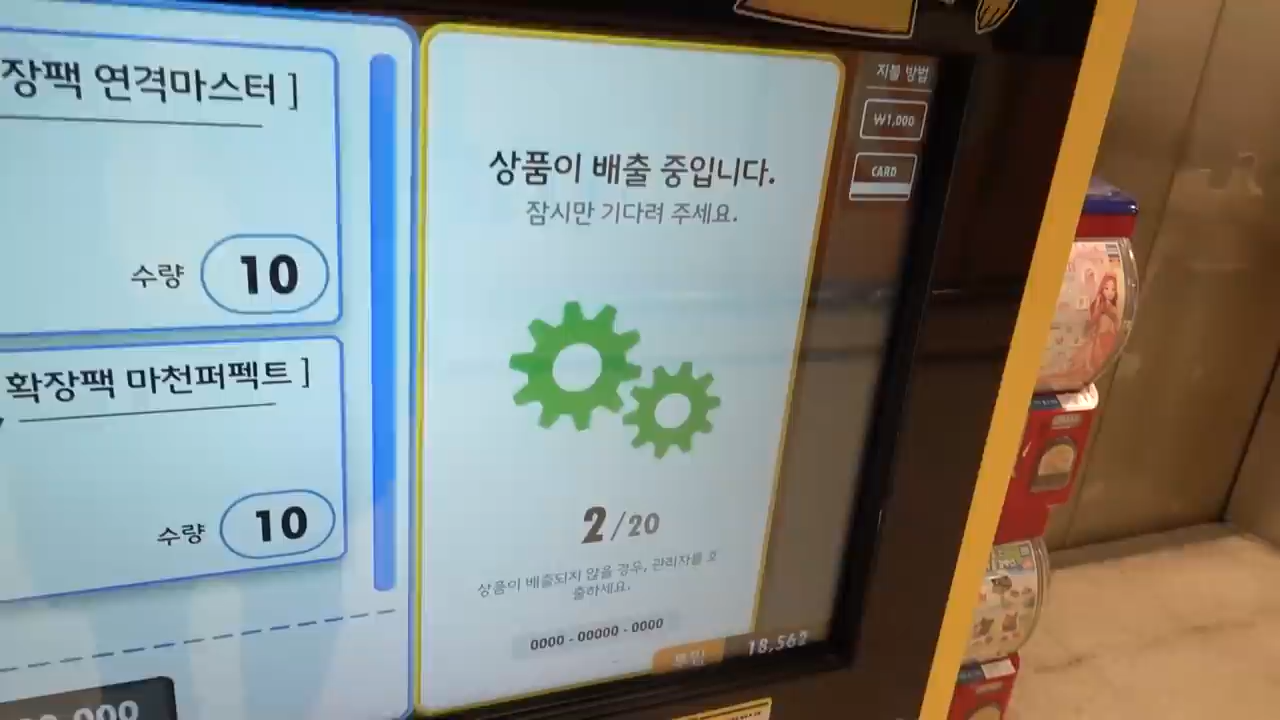 장팩 연격마스터 ]
수량 10
확장팩 마천퍼펙트 ]
수량 10
상품이 배출 중입니다.
잠시만 기다려 주세요.
2/20
상품이 배출되지 않을 경우, 관리자를 호
출하세요.
0000 - 00000 - 0000
18,562
지불 방법
₩1,000
CARD